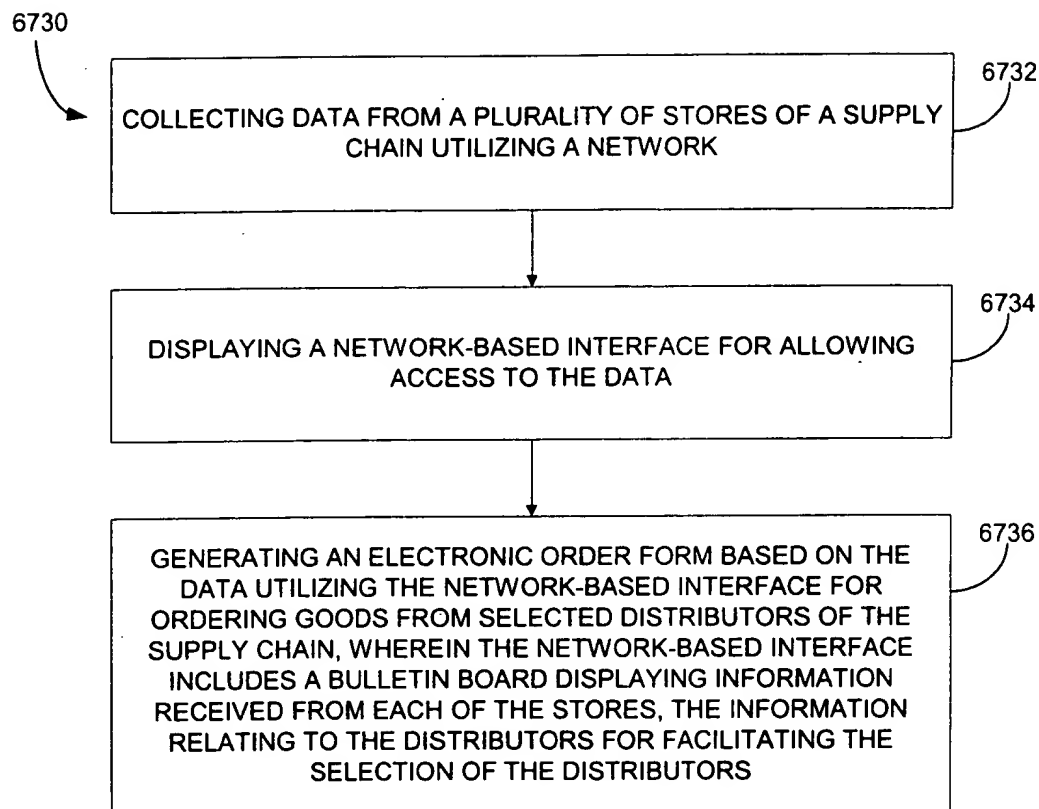 6730
6732
COLLECTING DATA FROM A PLURALITY OF STORES OF A SUPPLY
CHAIN UTILIZING A NETWORK
6734
DISPLAYING A NETWORK-BASED INTERFACE FOR ALLOWING
ACCESS TO THE DATA
6736
GENERATING AN ELECTRONIC ORDER FORM BASED ON THE
DATA UTILIZING THE NETWORK-BASED INTERFACE FOR
ORDERING GOODS FROM SELECTED DISTRIBUTORS OF THE
SUPPLY CHAIN, WHEREIN THE NETWORK-BASED INTERFACE
INCLUDES A BULLETIN BOARD DISPLAYING INFORMATION
RECEIVED FROM EACH OF THE STORES, THE INFORMATION
RELATING TO THE DISTRIBUTORS FOR FACILITATING THE
SELECTION OF THE DISTRIBUTORS